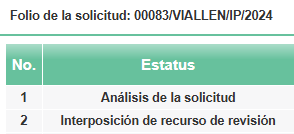 Folio de la solicitud: 00083/VIALLEN/IP/2024
No. Estatus
1 Análisis de la solicitud
2 Interposición de recurso de revisión